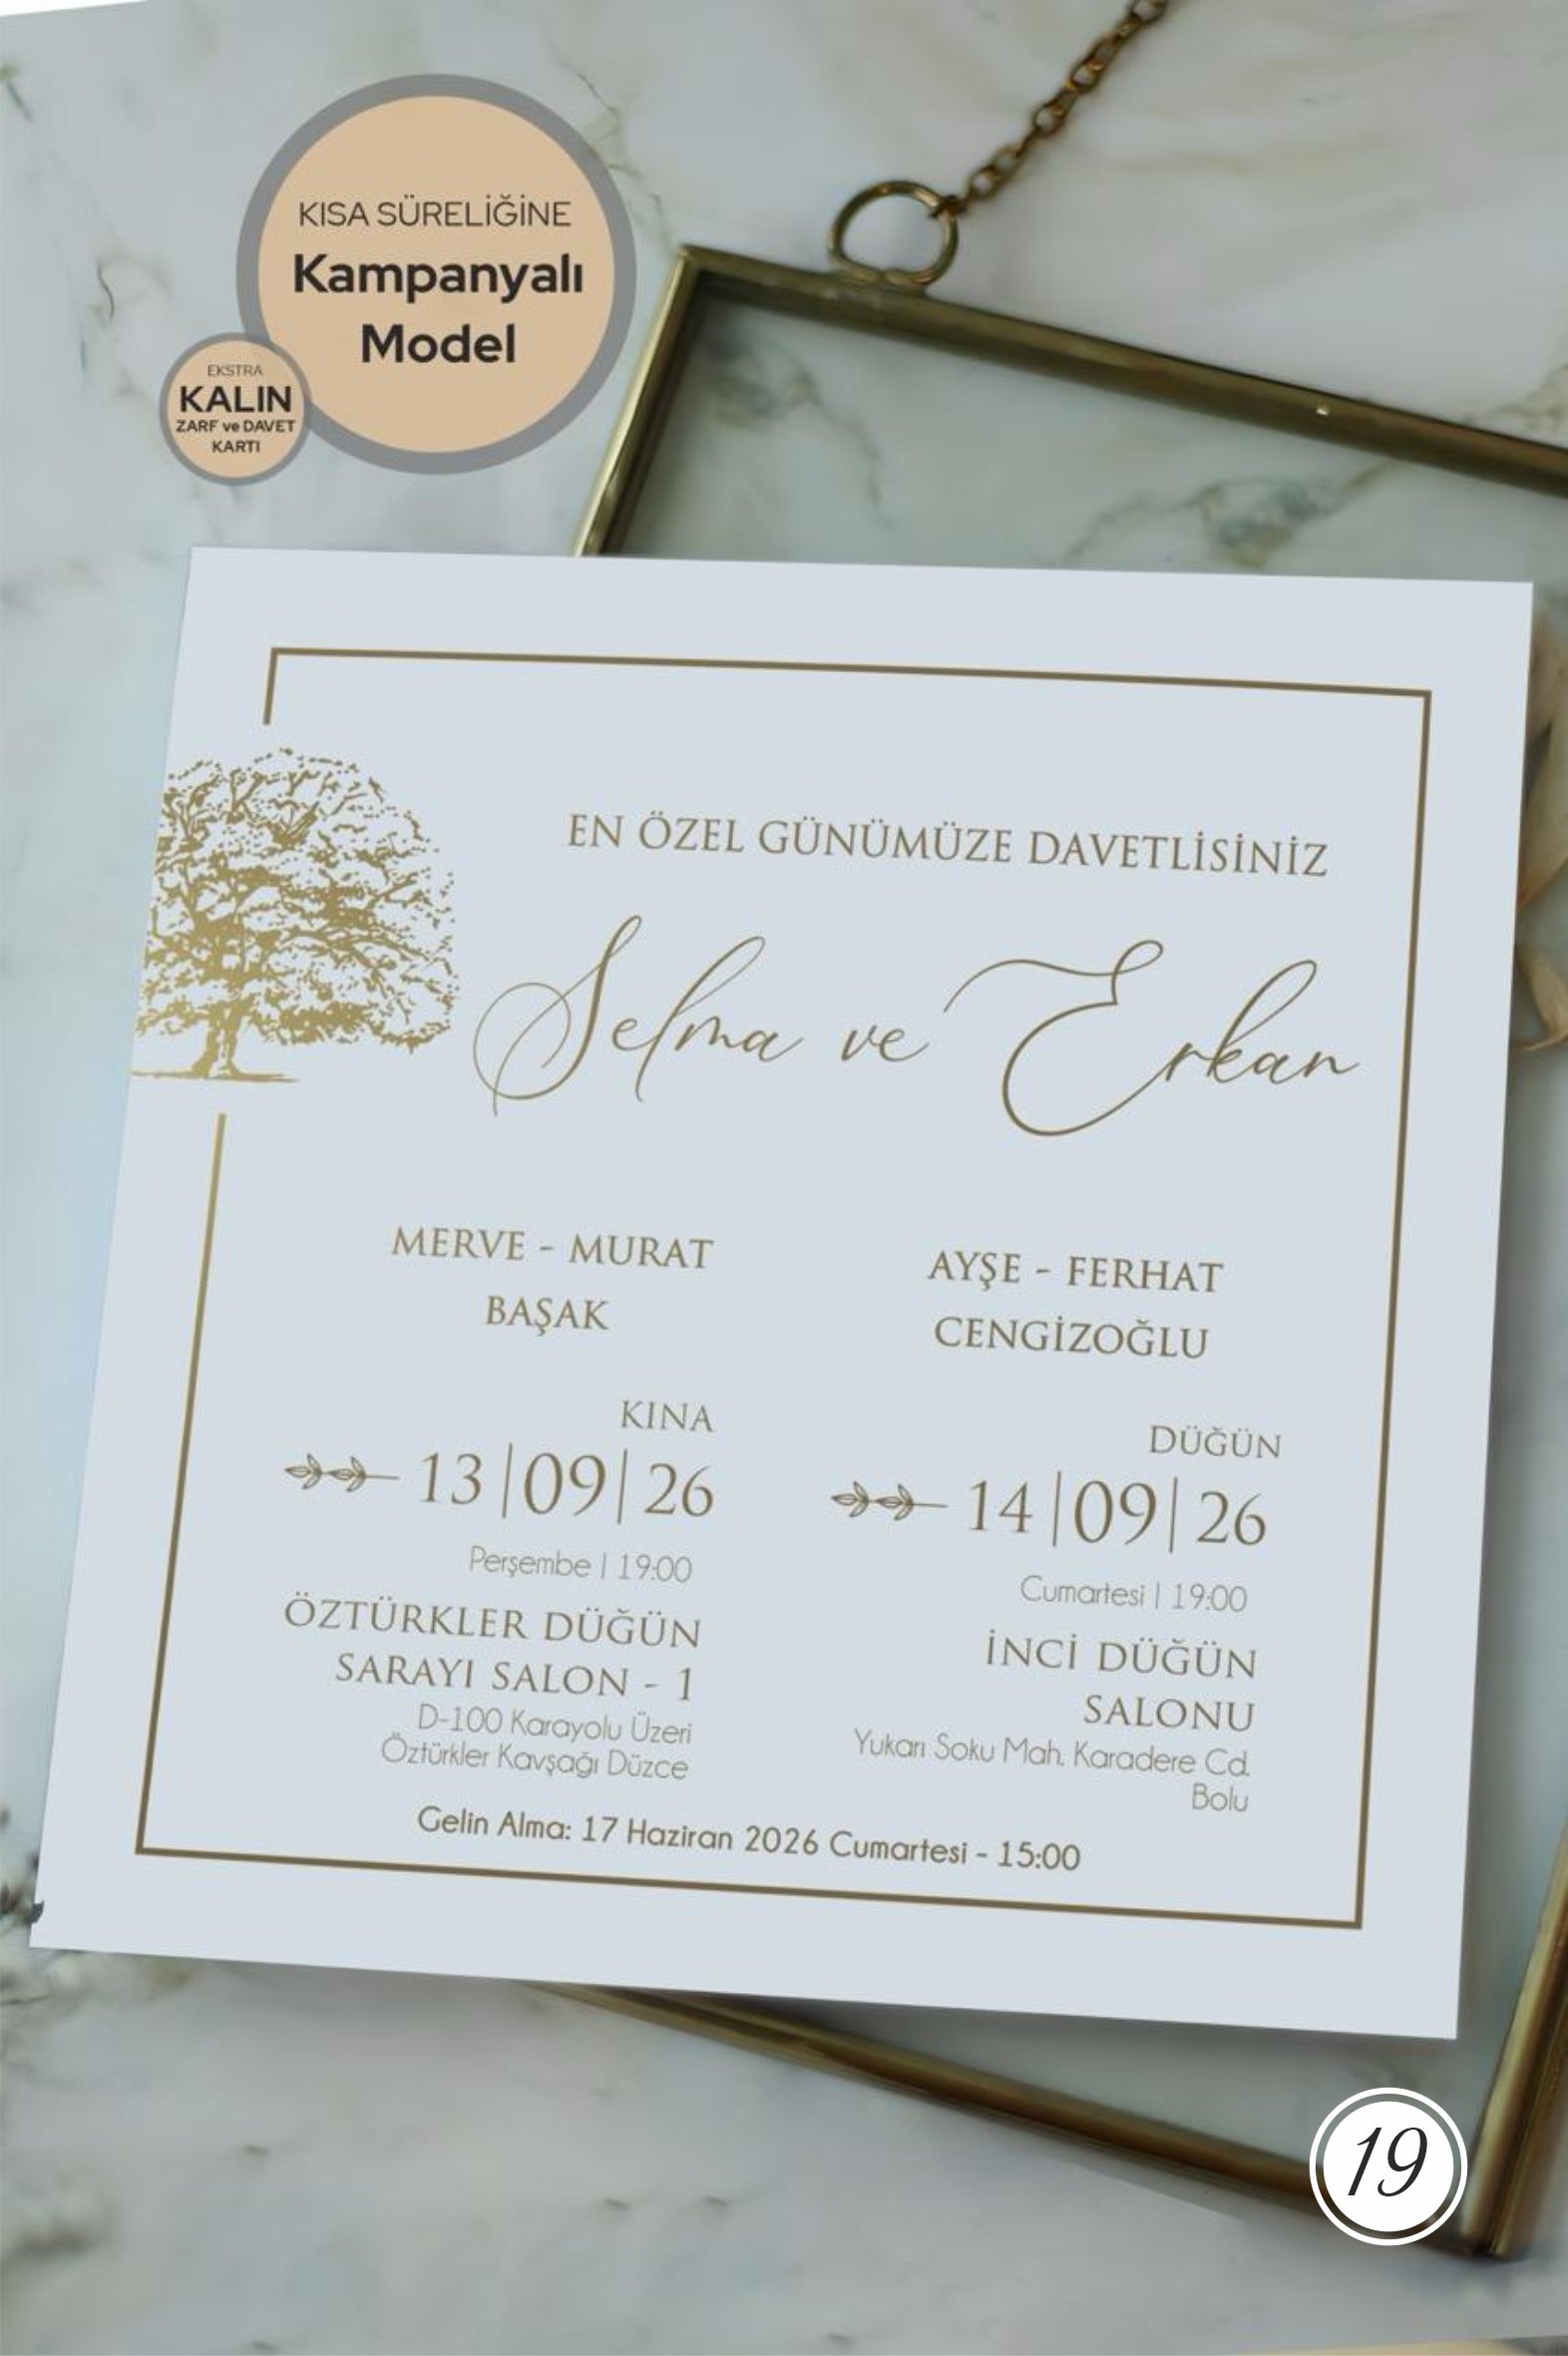 KISA SÜRELİĞİNE
Kampanyalı
Model
EKSTRA
KALIN
ZARF ve DAVET
KARTI
EN ÖZEL GÜNÜMÜZE DAVETLİSİNİZ
Selma ve Erkan
MERVE - MURAT
BAŞAK
AYŞE - FERHAT
CENGİZOĞLU
KINA
13|09|26
Perşembe | 19:00
ÖZTÜRKLER DÜĞÜN
SARAYI SALON - 1
D-100 Karayolu Üzeri
Öztürkler Kavşağı Düzce
DÜĞÜN
14|09|26
Cumartesi | 19:00
İNCİ DÜĞÜN
SALONU
Yukarı Soku Mah. Karadere Cd.
Bolu
Gelin Alma: 17 Haziran 2026 Cumartesi - 15:00
19